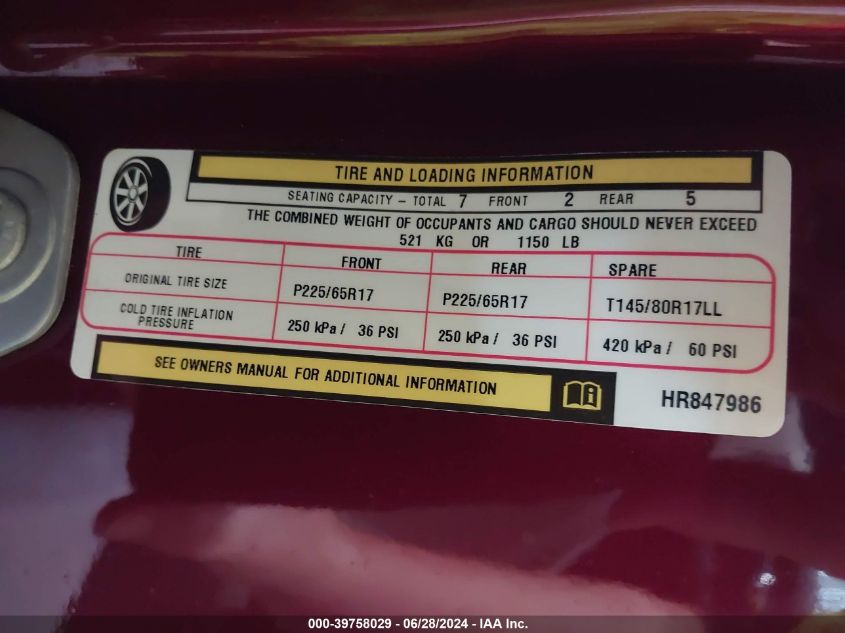 TIRE AND LOADING INFORMATION
SEATING CAPACITY – TOTAL 7 FRONT 2 REAR 5
THE COMBINED WEIGHT OF OCCUPANTS AND CARGO SHOULD NEVER EXCEED
521 KG OR 1150 LB
TIRE FRONT REAR SPARE
ORIGINAL TIRE SIZE P225/65R17 P225/65R17 T145/80R17LL
COLD TIRE INFLATION PRESSURE 250 kPa / 36 PSI 250 kPa / 36 PSI 420 kPa / 60 PSI
SEE OWNERS MANUAL FOR ADDITIONAL INFORMATION
HR847986
000-39758029 - 06/28/2024 - IAA Inc.